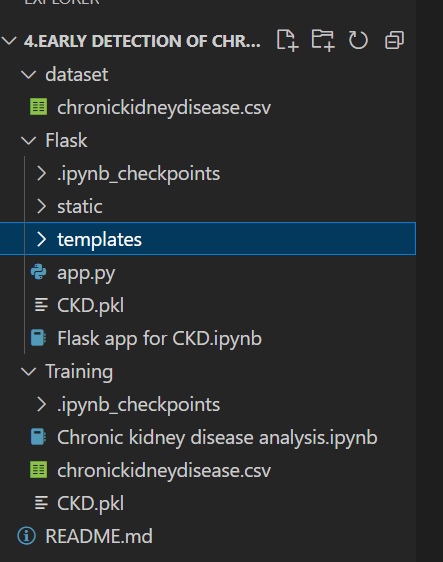 EXPLORER
4.EARLY DETECTION OF CHR...
dataset
chronickidneydisease.csv
Flask
.ipynb_checkpoints
static
templates
app.py
CKD.pkl
Flask app for CKD.ipynb
Training
.ipynb_checkpoints
Chronic kidney disease analysis.ipynb
chronickidneydisease.csv
CKD.pkl
README.md